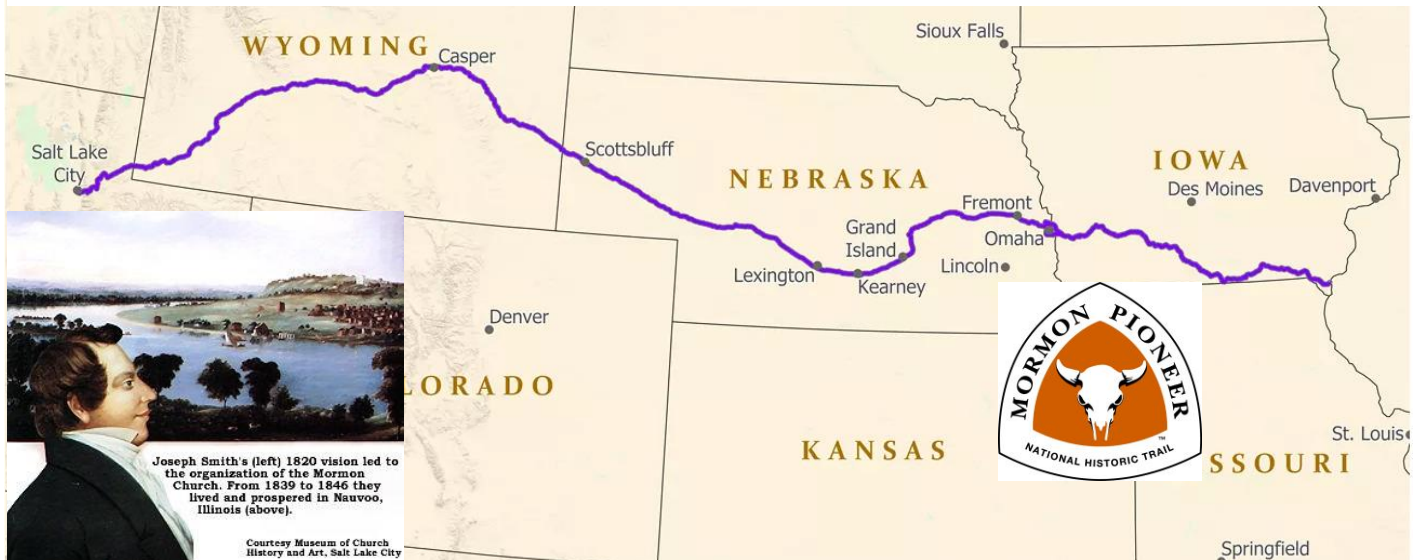 Sioux Falls
WYOMING
Casper
Salt Lake
City
Scottsbluff
NEBRASKA
IOWA
Des Moines
Davenport
Fremont
Grand
Island
Omaha
Lexington
Kearney
Lincoln
Denver
LORADO
KANSAS
MORMON PIONEER
NATIONAL HISTORIC TRAIL
TM
St. Louis
SSOURI
Springfield
Joseph Smith's (left) 1820 vision led to
the organization of the Mormon
Church. From 1839 to 1846 they
lived and prospered in Nauvoo,
Illinois (above).
Courtesy Museum of Church
History and Art, Salt Lake City